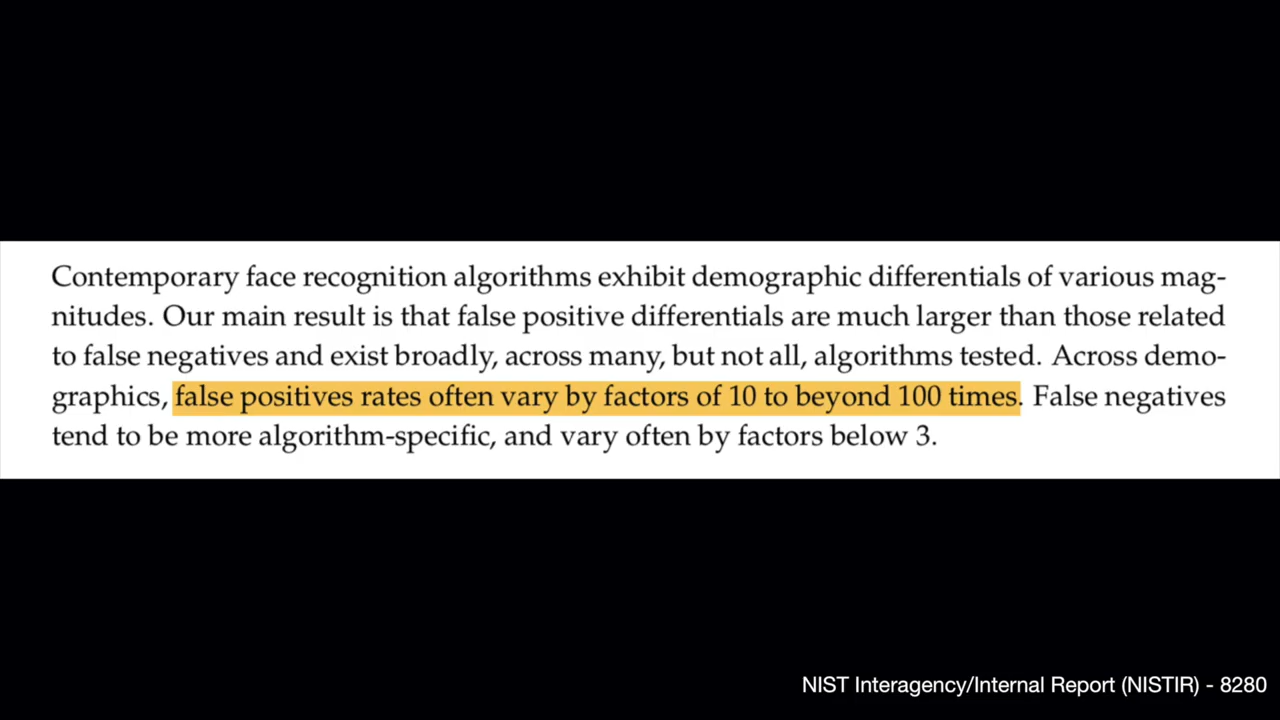 Contemporary face recognition algorithms exhibit demographic differentials of various mag-
nitudes. Our main result is that false positive differentials are much larger than those related
to false negatives and exist broadly, across many, but not all, algorithms tested. Across demo-
graphics, false positives rates often vary by factors of 10 to beyond 100 times. False negatives
tend to be more algorithm-specific, and vary often by factors below 3.
NIST Interagency/Internal Report (NISTIR) - 8280